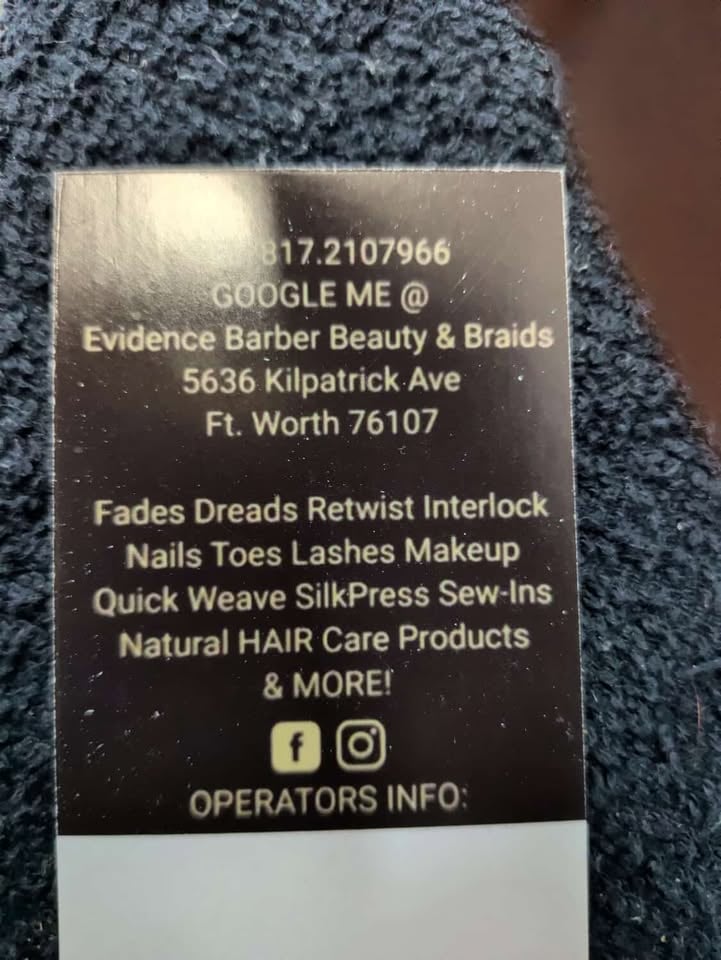 817.2107966
GOOGLE ME @
Evidence Barber Beauty & Braids
5636 Kilpatrick Ave
Ft. Worth 76107
Fades Dreads Retwist Interlock
Nails Toes Lashes Makeup
Quick Weave SilkPress Sew-Ins
Natural HAIR Care Products
& MORE!
f
OPERATORS INFO: